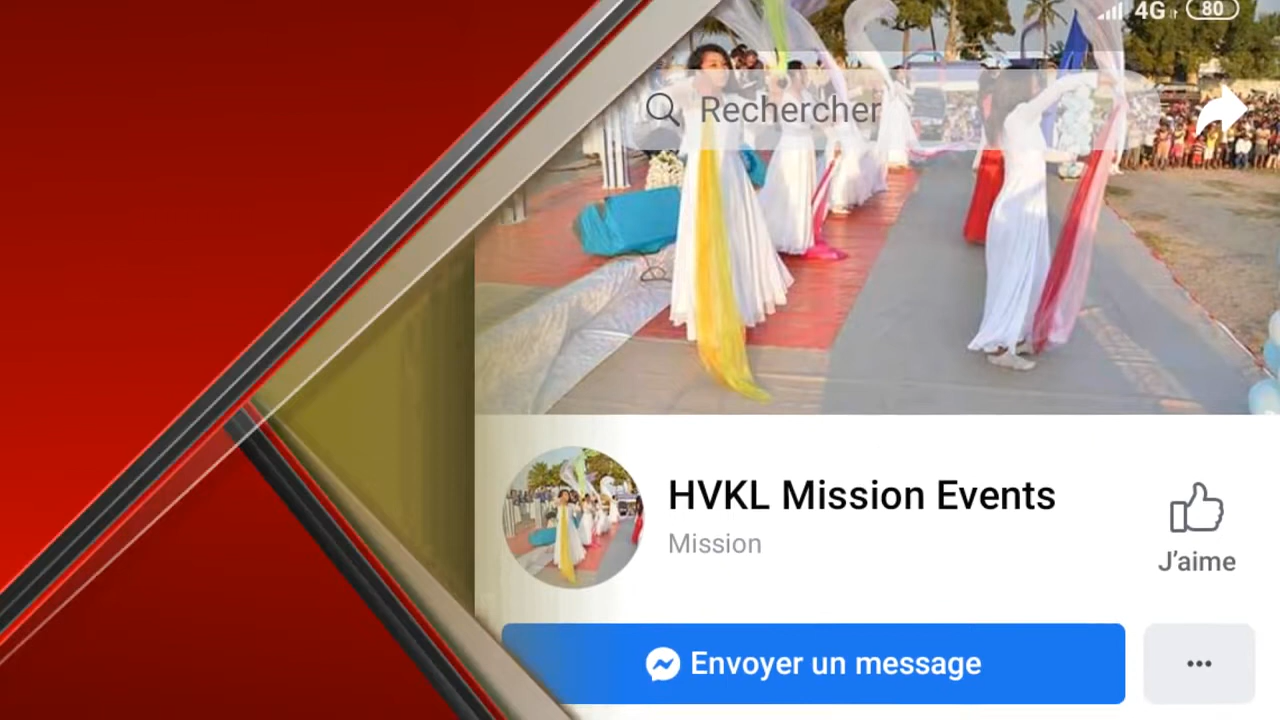 4G 80
Rechercher
HVKL Mission Events
Mission
J’aime
Envoyer un message